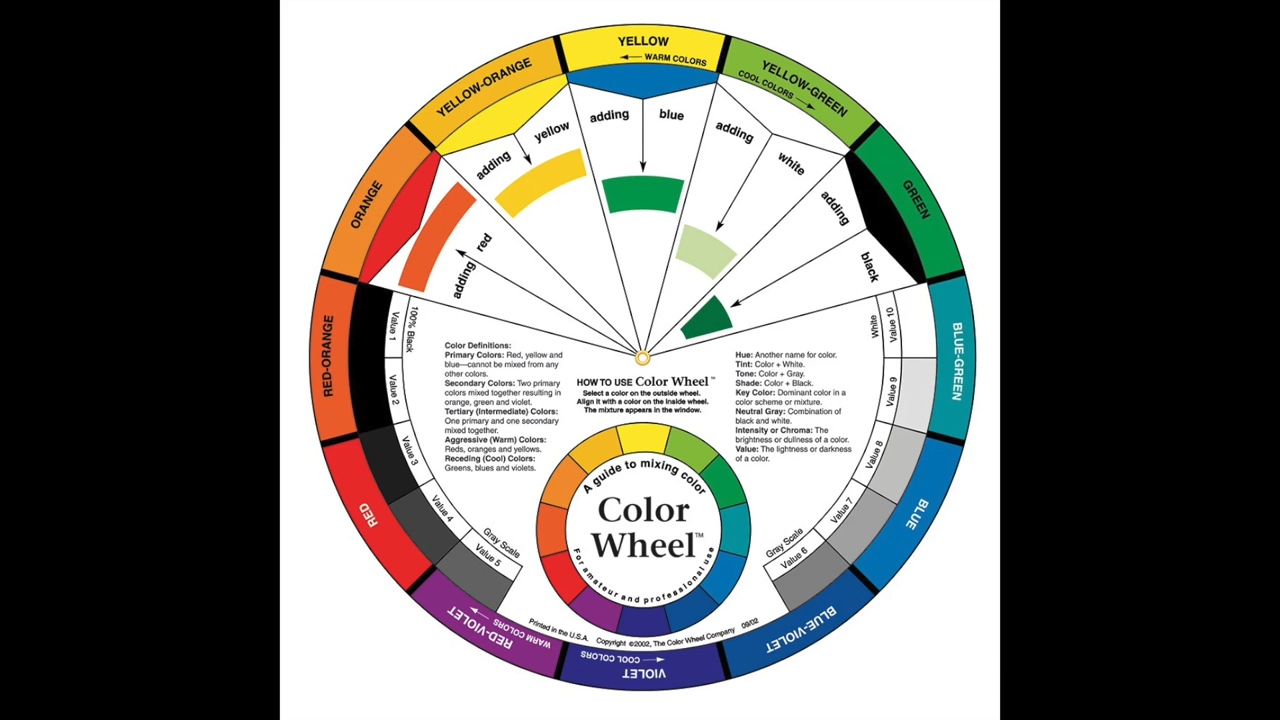 YELLOW
WARM COLORS
YELLOW-GREEN
COOL COLORS
GREEN
BLUE-GREEN
BLUE
BLUE-VIOLET
VIOLET
COOL COLORS
RED-VIOLET
WARM COLORS
RED
RED-ORANGE
ORANGE
YELLOW-ORANGE
adding red
adding yellow
adding blue
adding white
adding black
100% Black
Value 1
Value 2
Value 3
Value 4
Value 5
Gray Scale
White
Value 10
Value 9
Value 8
Value 7
Value 6
Gray Scale
Color Definitions:
Primary Colors: Red, yellow and
blue—cannot be mixed from any
other colors.
Secondary Colors: Two primary
colors mixed together resulting in
orange, green and violet.
Tertiary (Intermediate) Colors:
One primary and one secondary
mixed together.
Aggressive (Warm) Colors:
Reds, oranges and yellows.
Receding (Cool) Colors:
Greens, blues and violets.
HOW TO USE Color Wheel™
Select a color on the outside wheel.
Align it with a color on the inside wheel.
The mixture appears in the window.
Hue: Another name for color.
Tint: Color + White.
Tone: Color + Gray.
Shade: Color + Black.
Key Color: Dominant color in a
color scheme or mixture.
Neutral Gray: Combination of
black and white.
Intensity or Chroma: The
brightness or dullness of a color.
Value: The lightness or darkness
of a color.
A guide to mixing color
Color
Wheel™
For amateur and professional use
Printed in the U.S.A. Copyright ©2002, The Color Wheel Company 09/02